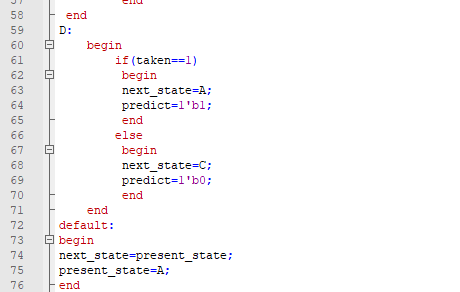 57 end
58 end
59 D:
60 begin
61 if(taken==1)
62 begin
63 next_state=A;
64 predict=1'b1;
65 end
66 else
67 begin
68 next_state=C;
69 predict=1'b0;
70 end
71 end
72 default:
73 begin
74 next_state=present_state;
75 present_state=A;
76 end